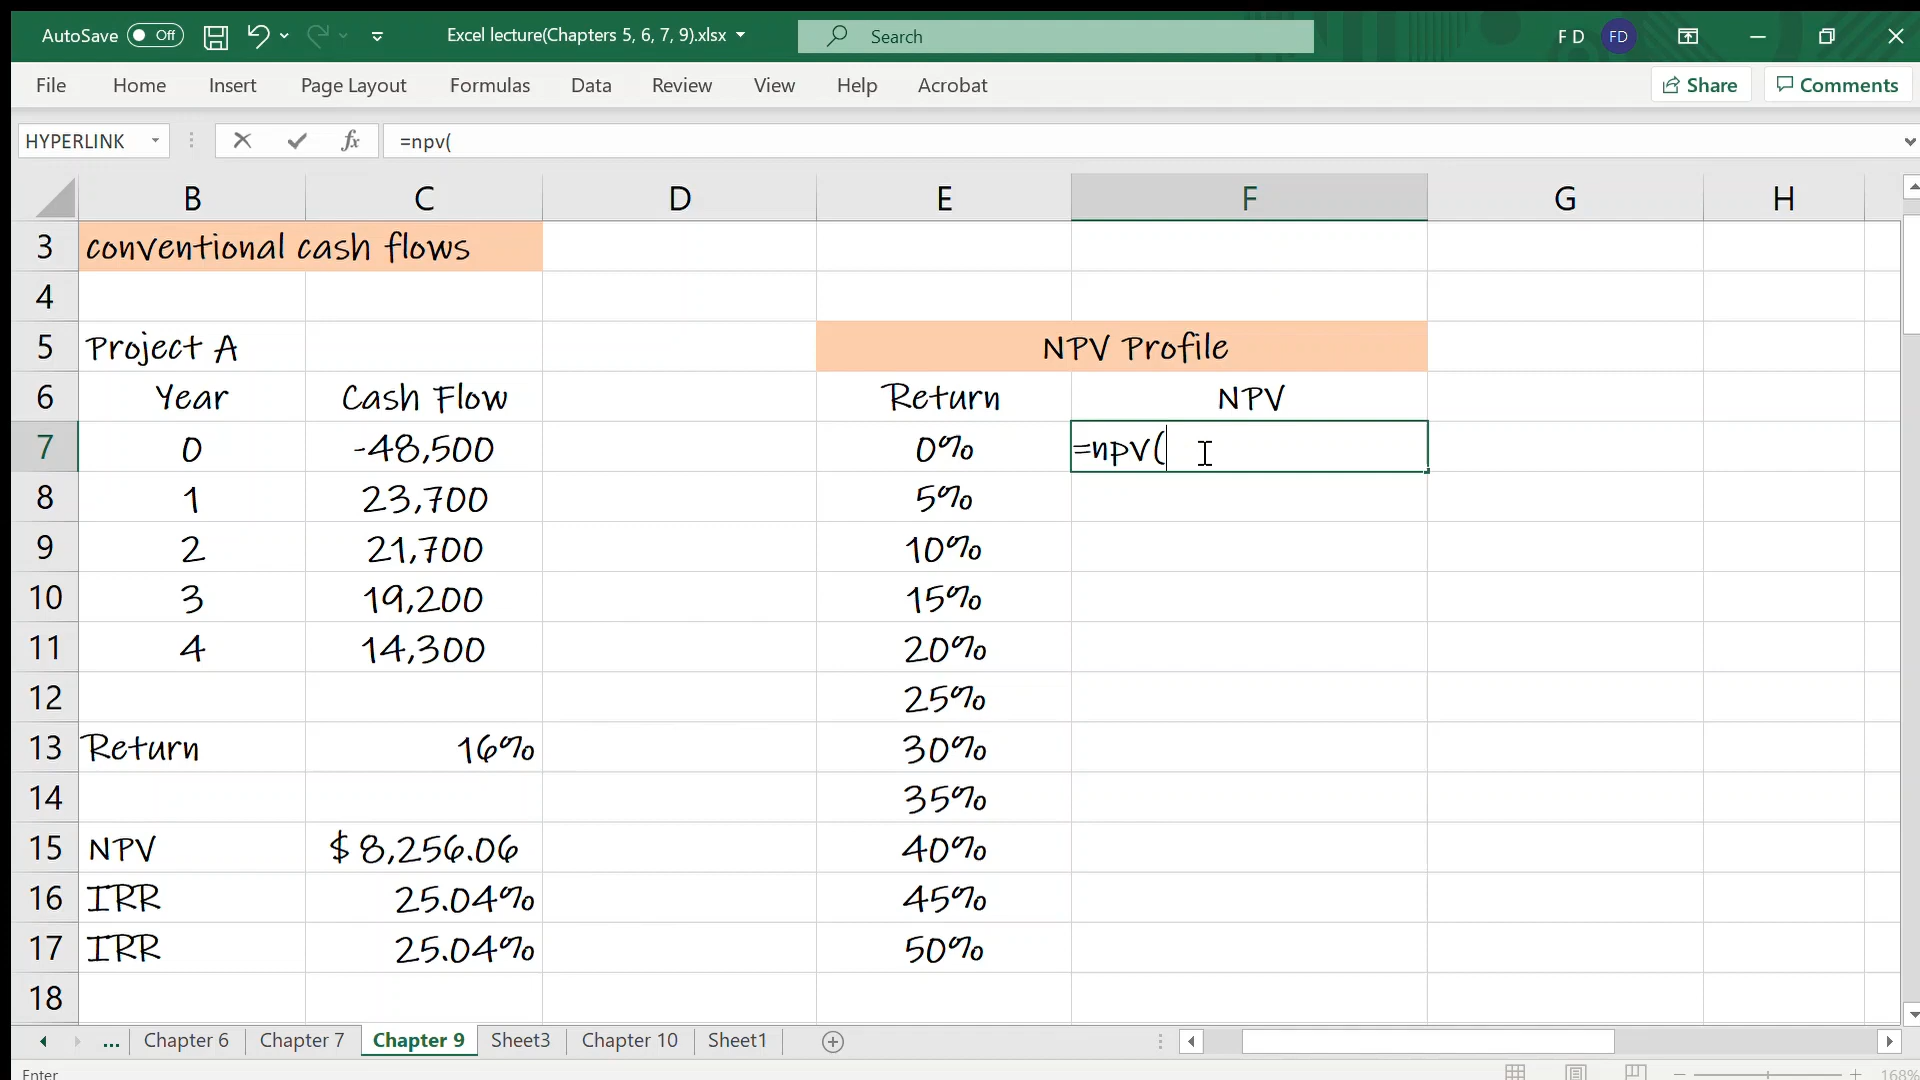 AutoSave Off Excel lecture(Chapters 5, 6, 7, 9).xlsx Search F D FD
File Home Insert Page Layout Formulas Data Review View Help Acrobat Share Comments
HYPERLINK fx =npv(
B C D E F G H
3 conventional cash flows
4
5 Project A NPV Profile
6 Year Cash Flow Return NPV
7 0 -48,500 0% =npv(
8 1 23,700 5%
9 2 21,700 10%
10 3 19,200 15%
11 4 14,300 20%
12 25%
13 Return 16% 30%
14 35%
15 NPV $ 8,256.06 40%
16 IRR 25.04% 45%
17 IRR 25.04% 50%
18
... Chapter 6 Chapter 7 Chapter 9 Sheet3 Chapter 10 Sheet1
Enter 168%